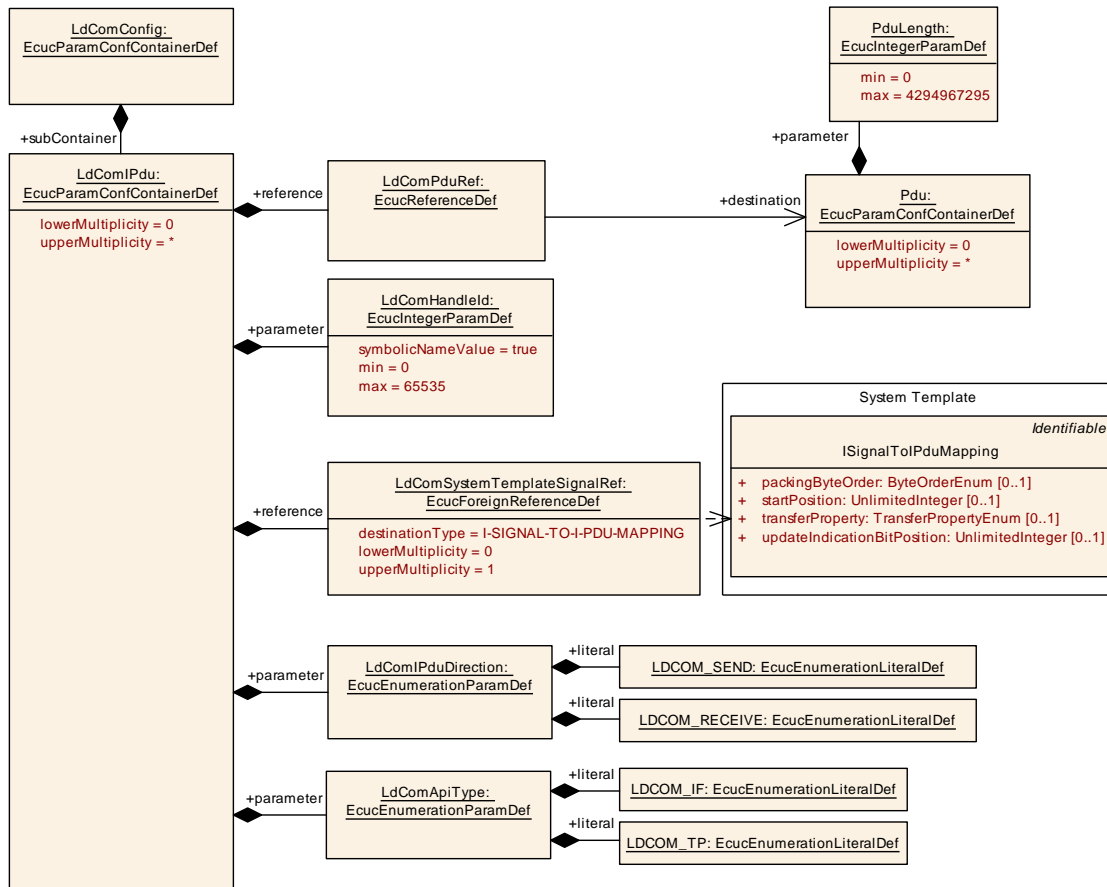 LdComConfig:
EcucParamConfContainerDef
+subContainer
LdComIPdu:
EcucParamConfContainerDef
lowerMultiplicity = 0
upperMultiplicity = *
+reference
LdComPduRef:
EcucReferenceDef
+destination
PduLength:
EcucIntegerParamDef
min = 0
max = 4294967295
+parameter
Pdu:
EcucParamConfContainerDef
lowerMultiplicity = 0
upperMultiplicity = *
+parameter
LdComHandleId:
EcucIntegerParamDef
symbolicNameValue = true
min = 0
max = 65535
+reference
LdComSystemTemplateSignalRef:
EcucForeignReferenceDef
destinationType = I-SIGNAL-TO-I-PDU-MAPPING
lowerMultiplicity = 0
upperMultiplicity = 1
System Template
Identifiable
ISignalToIPduMapping
+ packingByteOrder: ByteOrderEnum [0..1]
+ startPosition: UnlimitedInteger [0..1]
+ transferProperty: TransferPropertyEnum [0..1]
+ updateIndicationBitPosition: UnlimitedInteger [0..1]
+parameter
LdComIPduDirection:
EcucEnumerationParamDef
+literal
LDCOM_SEND: EcucEnumerationLiteralDef
+literal
LDCOM_RECEIVE: EcucEnumerationLiteralDef
+parameter
LdComApiType:
EcucEnumerationParamDef
+literal
LDCOM_IF: EcucEnumerationLiteralDef
+literal
LDCOM_TP: EcucEnumerationLiteralDef